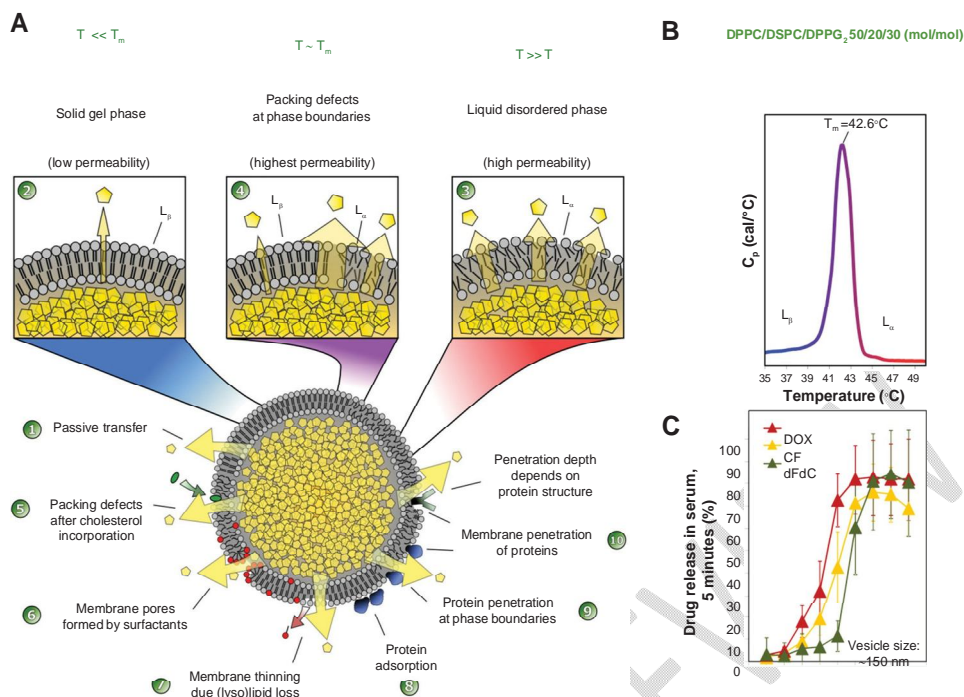 A
T << Tm
T ~ Tm
T >> T
Solid gel phase
Packing defects
at phase boundaries
Liquid disordered phase
(low permeability)
(highest permeability)
(high permeability)
2
Lβ
4
Lβ
Lα
3
Lα
1
Passive transfer
5
Packing defects
after cholesterol
incorporation
6
Membrane pores
formed by surfactants
7
Membrane thinning
due (lyso)lipid loss
8
Protein
adsorption
9
Protein penetration
at phase boundaries
10
Membrane penetration
of proteins
Penetration depth
depends on
protein structure
B
DPPC/DSPC/DPPG2 50/20/30 (mol/mol)
Tm=42.6°C
Cp (cal/°C)
Lβ
Lα
35 37 39 41 43 45 47 49
Temperature (°C)
C
Drug release in serum,
5 minutes (%)
100
90
80
70
60
50
40
30
20
10
0
DOX
CF
dFdC
Vesicle size:
~150 nm